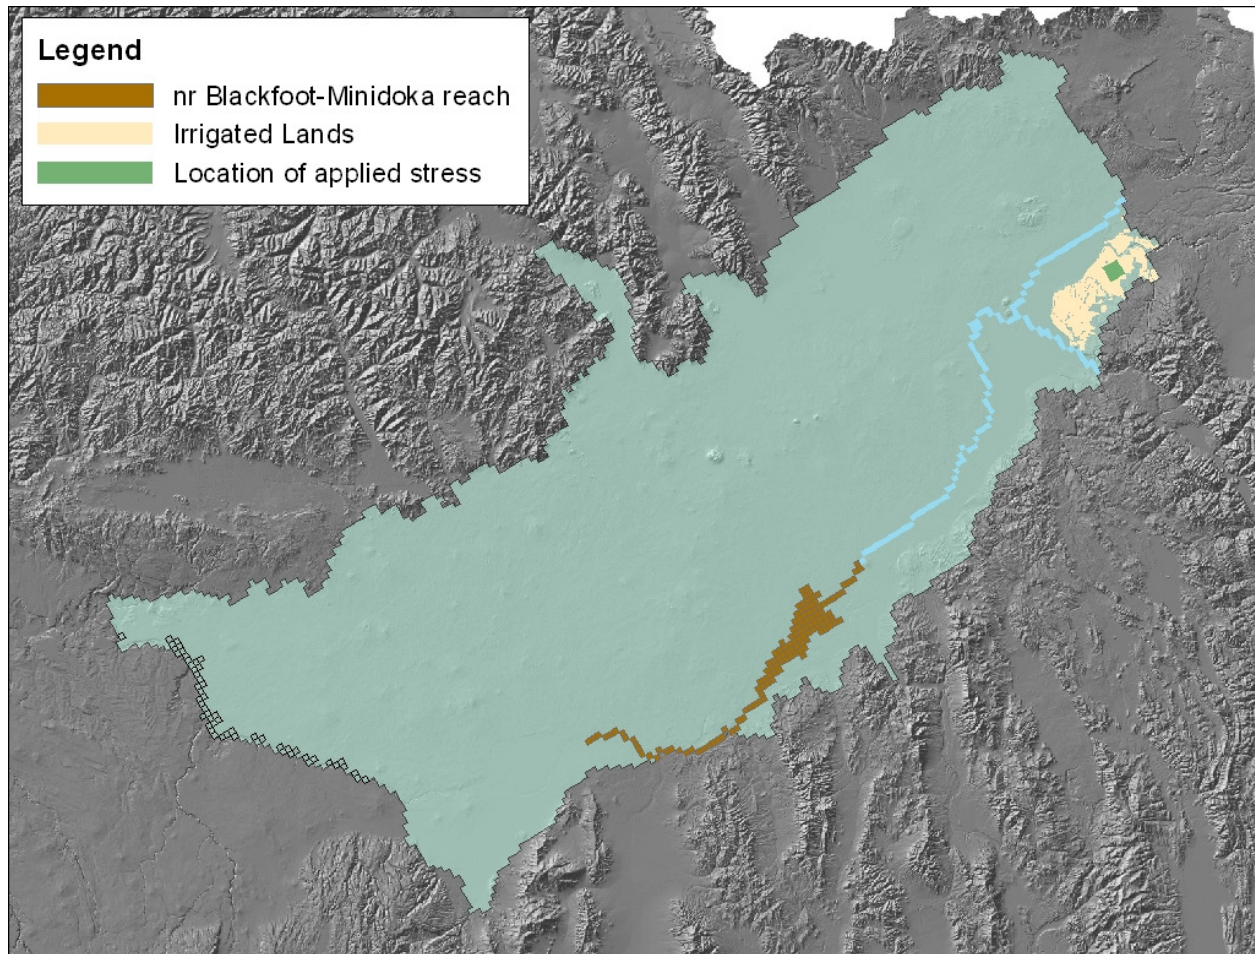 Legend
nr Blackfoot-Minidoka reach
Irrigated Lands
Location of applied stress